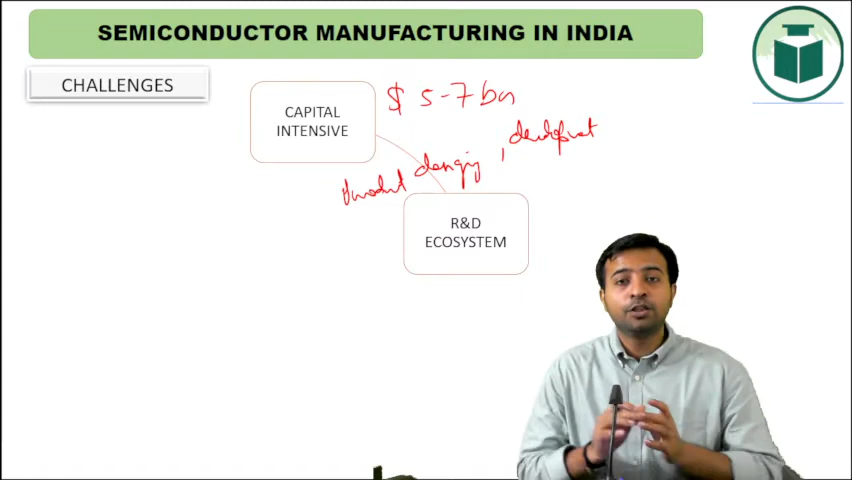 SEMICONDUCTOR MANUFACTURING IN INDIA
CHALLENGES
CAPITAL
INTENSIVE
$ 5-7 bn
R&D
ECOSYSTEM